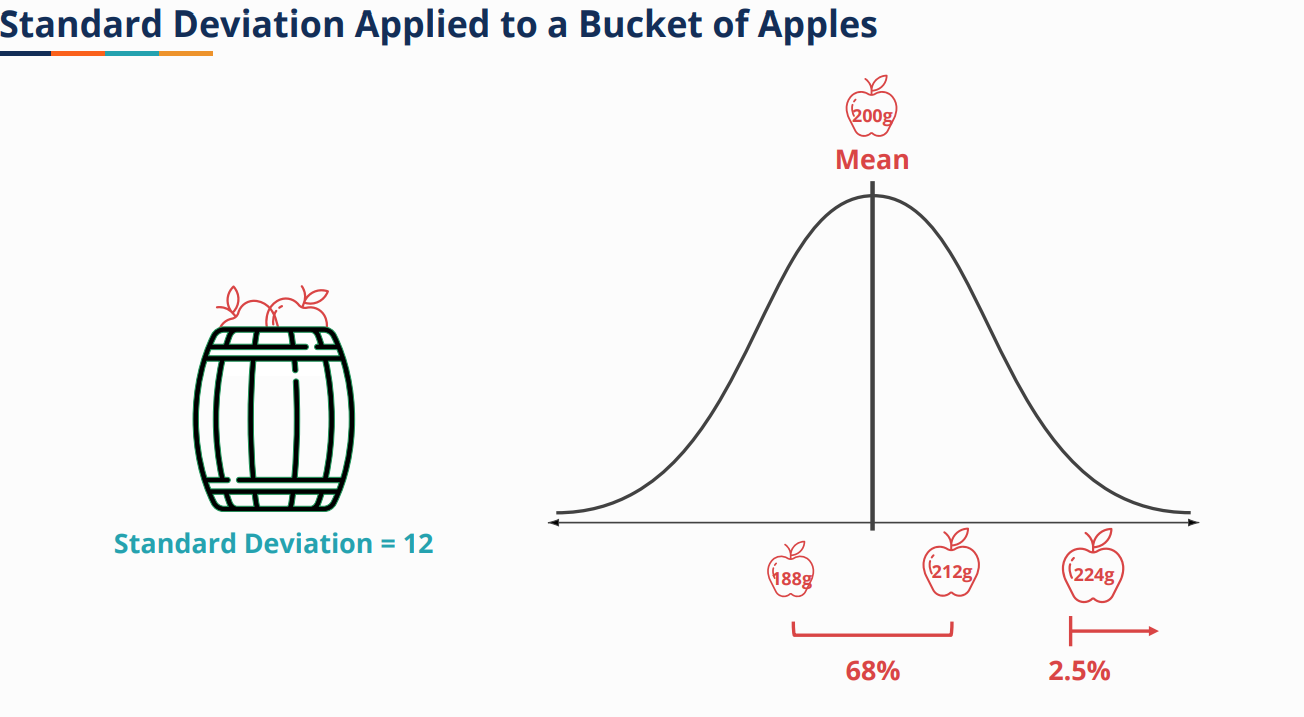 Standard Deviation Applied to a Bucket of Apples
200g
Mean
Standard Deviation = 12
188g
212g
224g
68%
2.5%